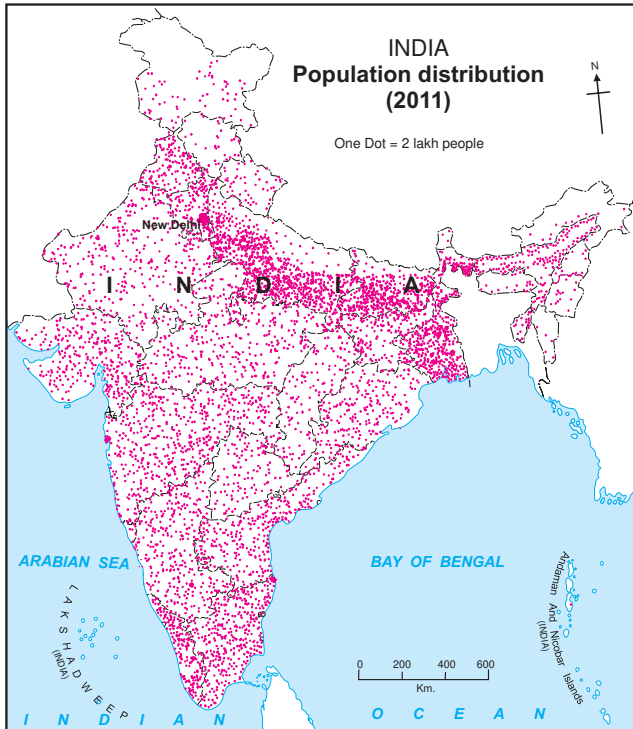 INDIA
Population distribution
(2011)
N
One Dot = 2 lakh people
New Delhi
I N D I A
ARABIAN SEA
BAY OF BENGAL
LAKSHADWEEP
(INDIA)
Andaman And Nicobar Islands
(INDIA)
0 200 400 600
Km.
I N D I A N O C E A N